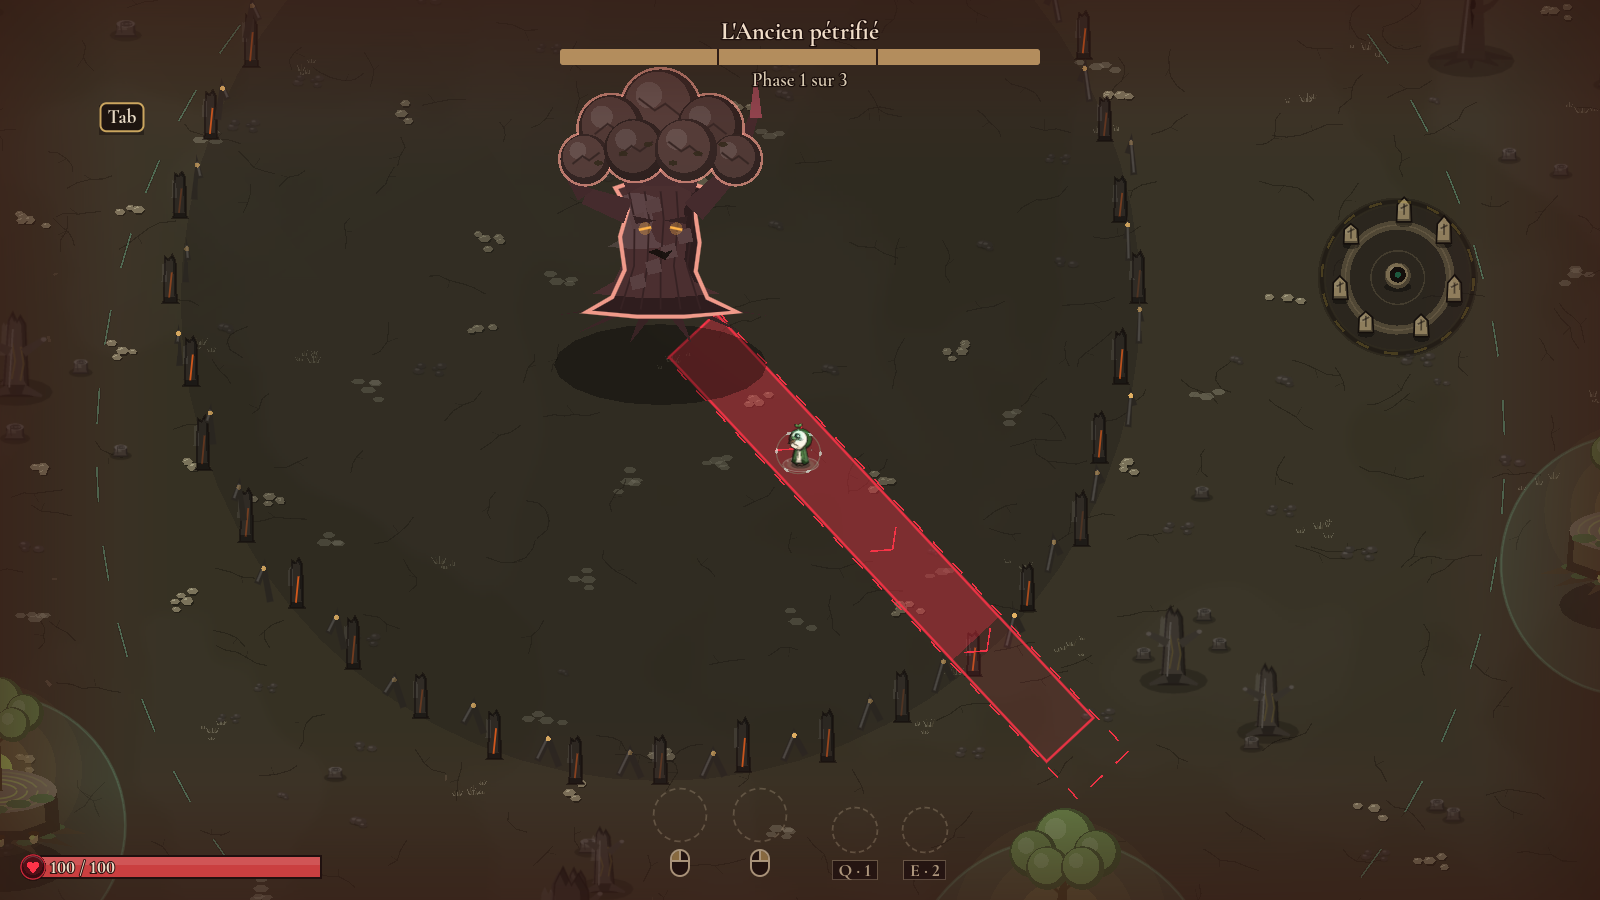 L'Ancien pétrifié
Phase 1 sur 3
Tab
100 / 100
Q · 1
E · 2